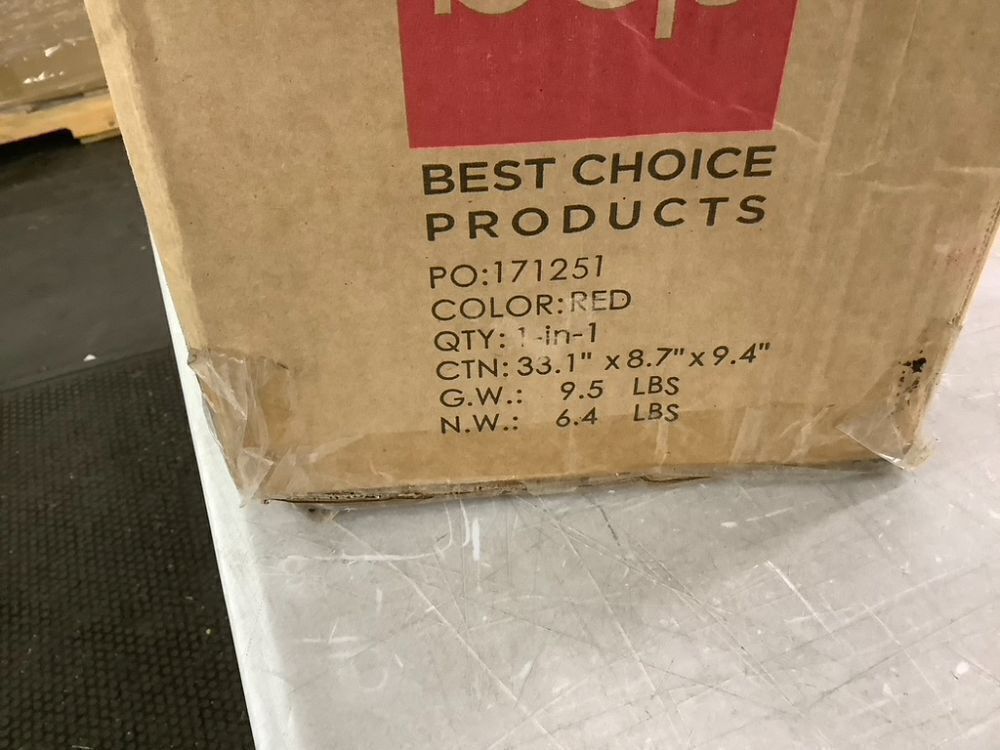 bcp
BEST CHOICE
PRODUCTS
PO:171251
COLOR:RED
QTY: 1-in-1
CTN: 33.1" x 8.7" x 9.4"
G.W.: 9.5 LBS
N.W.: 6.4 LBS